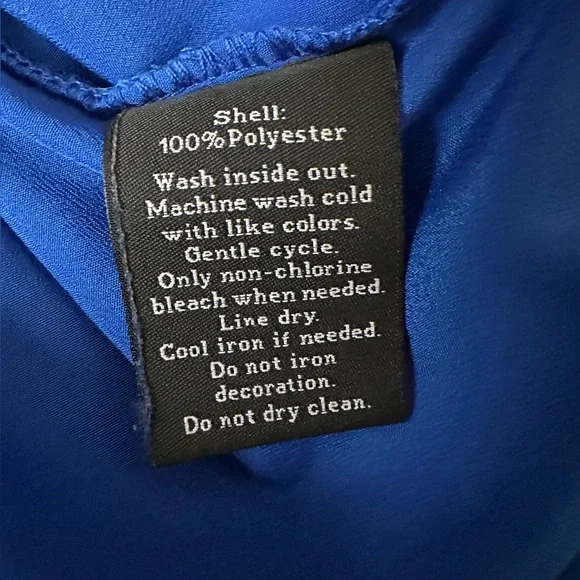 Shell:
100%Polyester
Wash inside out.
Machine wash cold
with like colors.
Gentle cycle.
Only non-chlorine
bleach when needed.
Line dry.
Cool iron if needed.
Do not iron
decoration.
Do not dry clean.